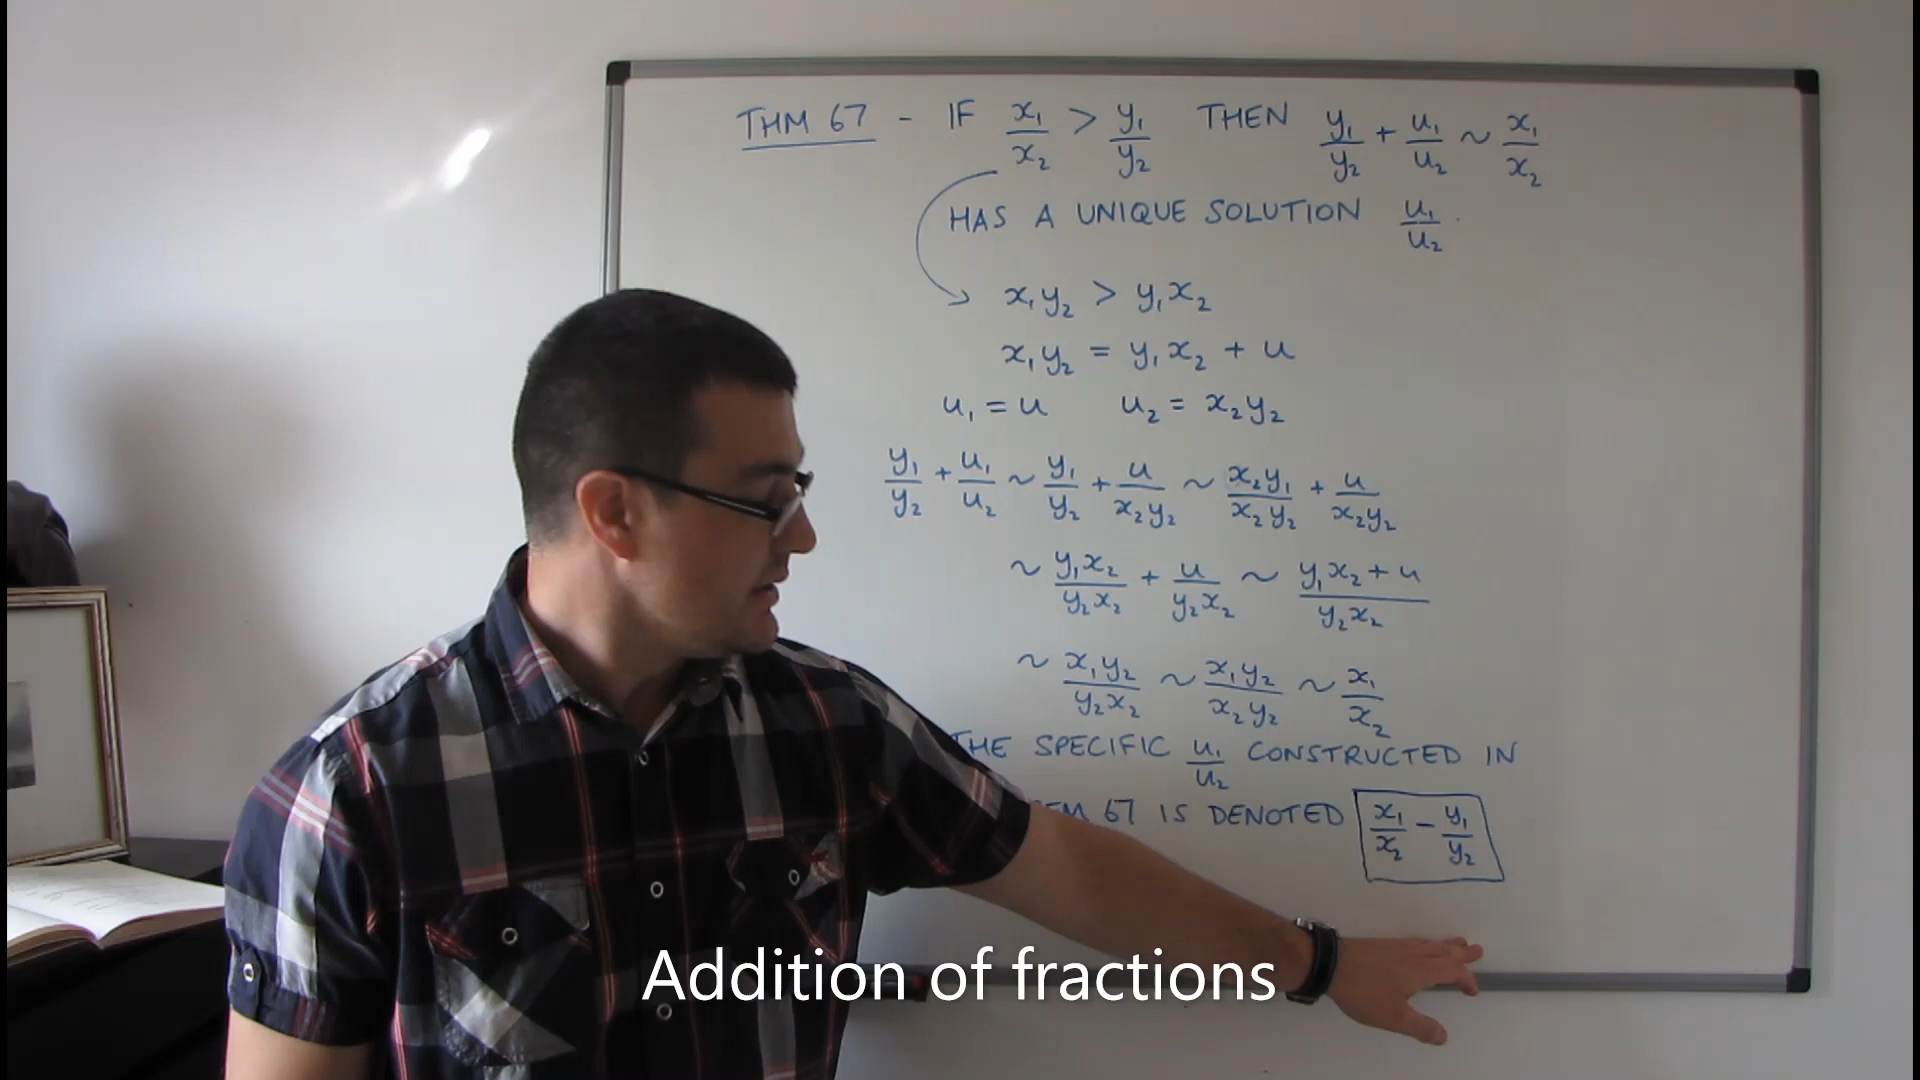 THM 67 - IF x₁/x₂ > y₁/y₂ THEN y₁/y₂ + u₁/u₂ ~ x₁/x₂
HAS A UNIQUE SOLUTION u₁/u₂.
x₁y₂ > y₁x₂
x₁y₂ = y₁x₂ + u
u₁ = u u₂ = x₂y₂
y₁/y₂ + u₁/u₂ ~ y₁/y₂ + u/x₂y₂ ~ x₂y₁/x₂y₂ + u/x₂y₂
~ y₁x₂/y₂x₂ + u/y₂x₂ ~ y₁x₂ + u/y₂x₂
~ x₁y₂/y₂x₂ ~ x₁y₂/x₂y₂ ~ x₁/x₂
THE SPECIFIC u₁/u₂ CONSTRUCTED IN
67 IS DENOTED x₁/x₂ - y₁/y₂
Addition of fractions